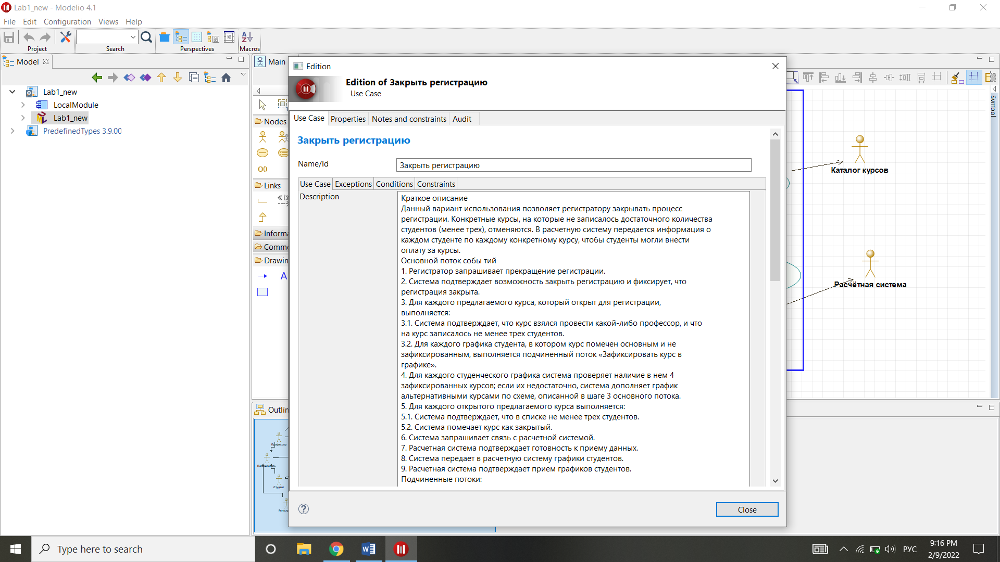 Lab1_new - Modelio 4.1
File Edit Configuration Views Help
Project Search Perspectives Macros
Model
Lab1_new
LocalModule
Lab1_new
PredefinedTypes 3.9.00
Main
Nodes
Links
Informa
Comme
Drawin
A
Outlin
Профессор
Пользователь
Студент
Регистр
Edition
Edition of Закрыть регистрацию
Use Case
Use Case Properties Notes and constraints Audit
Закрыть регистрацию
Name/Id Закрыть регистрацию
Use Case Exceptions Conditions Constraints
Description
Краткое описание
Данный вариант использования позволяет регистратору закрывать процесс
регистрации. Конкретные курсы, на которые не записалось достаточного количества
студентов (менее трех), отменяются. В расчетную систему передается информация о
каждом студенте по каждому конкретному курсу, чтобы студенты могли внести
оплату за курсы.
Основной поток собы тий
1. Регистратор запрашивает прекращение регистрации.
2. Система подтверждает возможность закрыть регистрацию и фиксирует, что
регистрация закрыта.
3. Для каждого предлагаемого курса, который открыт для регистрации,
выполняется:
3.1. Система подтверждает, что курс взялся провести какой-либо профессор, и что
на курс записалось не менее трех студентов.
3.2. Для каждого графика студента, в котором курс помечен основным и не
зафиксированным, выполняется подчиненный поток «Зафиксировать курс в
графике».
4. Для каждого студенческого графика система проверяет наличие в нем 4
зафиксированных курсов; если их недостаточно, система дополняет график
альтернативными курсами по схеме, описанной в шаге 3 основного потока.
5. Для каждого открытого предлагаемого курса выполняется:
5.1. Система подтверждает, что в списке не менее трех студентов.
5.2. Система помечает курс как закрытый.
6. Система запрашивает связь с расчетной системой.
7. Расчетная система подтверждает готовность к приему данных.
8. Система передает в расчетную систему графики студентов.
9. Расчетная система подтверждает прием графиков студентов.
Подчиненные потоки:
Close
Symbol
Каталог курсов
Расчётная система
Type here to search
РУС
9:16 PM
2/9/2022